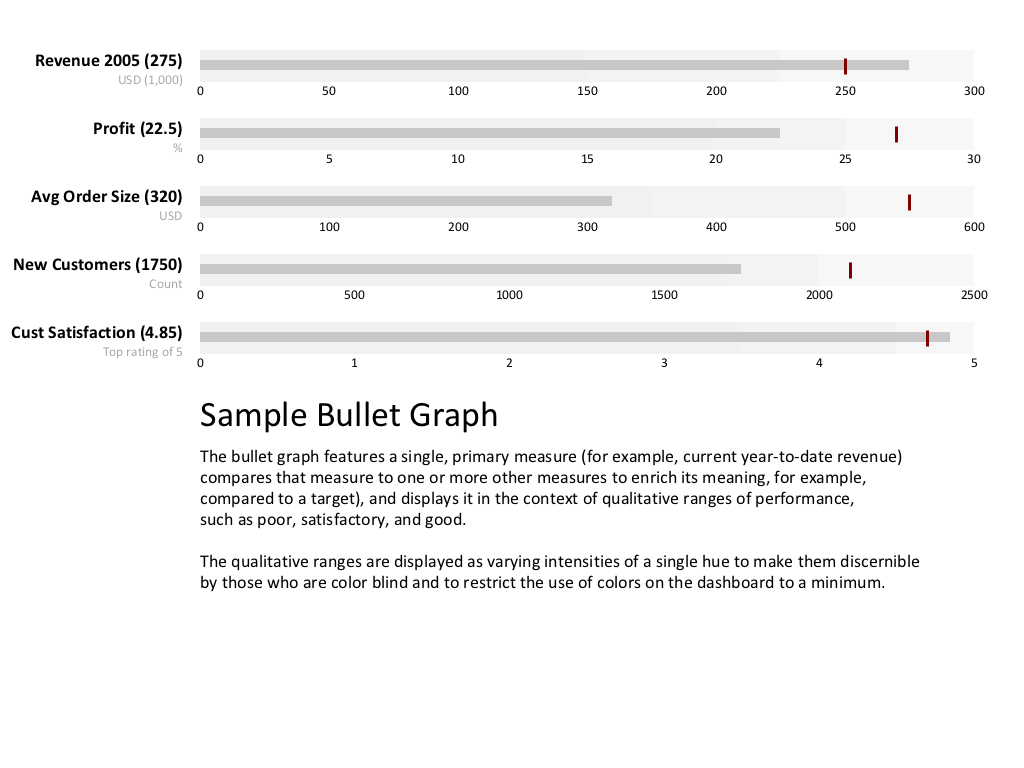 Revenue 2005 (275)
USD (1,000)
0 50 100 150 200 250 300
Profit (22.5)
%
0 5 10 15 20 25 30
Avg Order Size (320)
USD
0 100 200 300 400 500 600
New Customers (1750)
Count
0 500 1000 1500 2000 2500
Cust Satisfaction (4.85)
Top rating of 5
0 1 2 3 4 5
Sample Bullet Graph
The bullet graph features a single, primary measure (for example, current year-to-date revenue)
compares that measure to one or more other measures to enrich its meaning, for example,
compared to a target), and displays it in the context of qualitative ranges of performance,
such as poor, satisfactory, and good.
The qualitative ranges are displayed as varying intensities of a single hue to make them discernible
by those who are color blind and to restrict the use of colors on the dashboard to a minimum.